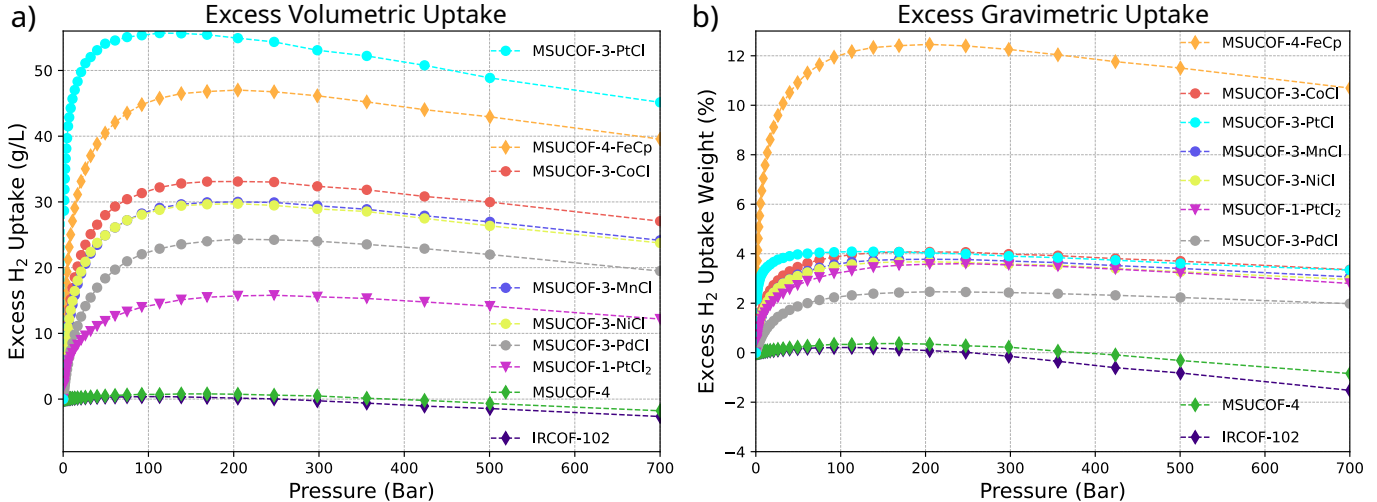 a)
Excess Volumetric Uptake
Excess H₂ Uptake (g/L)
50
40
30
20
10
0
MSUCOF-3-PtCl
MSUCOF-4-FeCp
MSUCOF-3-CoCl
MSUCOF-3-MnCl
MSUCOF-3-NiCl
MSUCOF-3-PdCl
MSUCOF-1-PtCl₂
MSUCOF-4
IRCOF-102
0 100 200 300 400 500 600 700
Pressure (Bar)
b)
Excess Gravimetric Uptake
Excess H₂ Uptake Weight (%)
12
10
8
6
4
2
0
−2
−4
MSUCOF-4-FeCp
MSUCOF-3-CoCl
MSUCOF-3-PtCl
MSUCOF-3-MnCl
MSUCOF-3-NiCl
MSUCOF-1-PtCl₂
MSUCOF-3-PdCl
MSUCOF-4
IRCOF-102
0 100 200 300 400 500 600 700
Pressure (Bar)